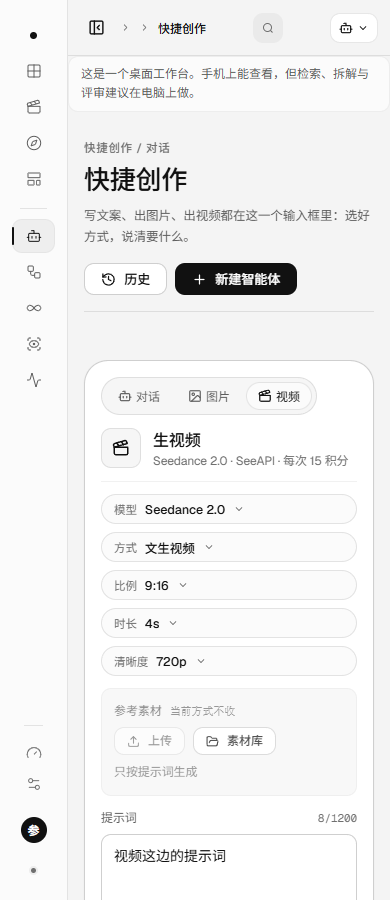 快捷创作
这是一个桌面工作台。手机上能查看，但检索、拆解与
评审建议在电脑上做。
快捷创作 / 对话
快捷创作
写文案、出图片、出视频都在这一个输入框里：选好
方式，说清要什么。
历史
新建智能体
对话
图片
视频
生视频
Seedance 2.0 · SeeAPI · 每次 15 积分
模型 Seedance 2.0
方式 文生视频
比例 9:16
时长 4s
清晰度 720p
参考素材 当前方式不收
上传
素材库
只按提示词生成
提示词 8/1200
视频这边的提示词
参